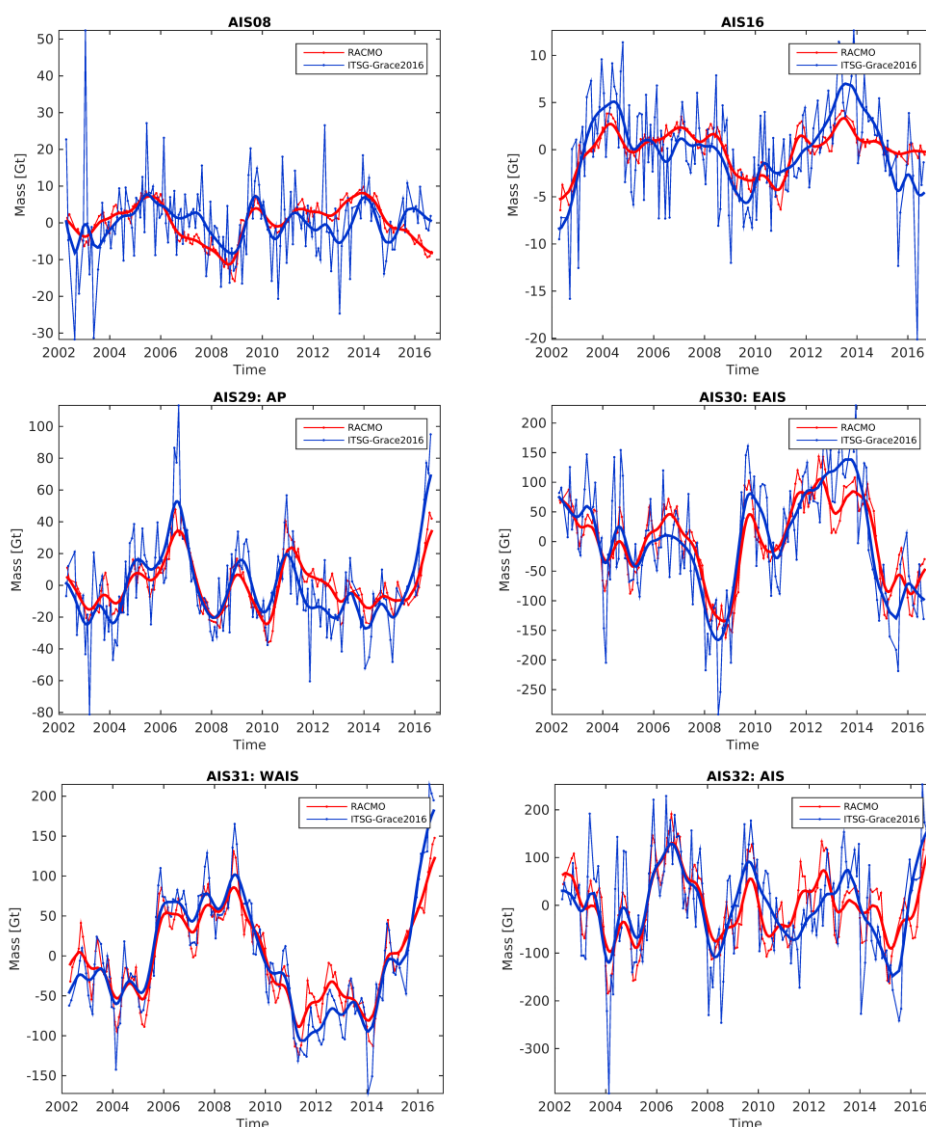 AIS08
50
40
30
20
10
0
-10
-20
-30
Mass [Gt]
RACMO
ITSG-Grace2016
2002 2004 2006 2008 2010 2012 2014 2016
Time
AIS16
10
5
0
-5
-10
-15
-20
Mass [Gt]
RACMO
ITSG-Grace2016
2002 2004 2006 2008 2010 2012 2014 2016
Time
AIS29: AP
100
80
60
40
20
0
-20
-40
-60
-80
Mass [Gt]
RACMO
ITSG-Grace2016
2002 2004 2006 2008 2010 2012 2014 2016
Time
AIS30: EAIS
200
150
100
50
0
-50
-100
-150
-200
-250
Mass [Gt]
RACMO
ITSG-Grace2016
2002 2004 2006 2008 2010 2012 2014 2016
Time
AIS31: WAIS
200
150
100
50
0
-50
-100
-150
Mass [Gt]
RACMO
ITSG-Grace2016
2002 2004 2006 2008 2010 2012 2014 2016
Time
AIS32: AIS
200
100
0
-100
-200
-300
Mass [Gt]
RACMO
ITSG-Grace2016
2002 2004 2006 2008 2010 2012 2014 2016
Time